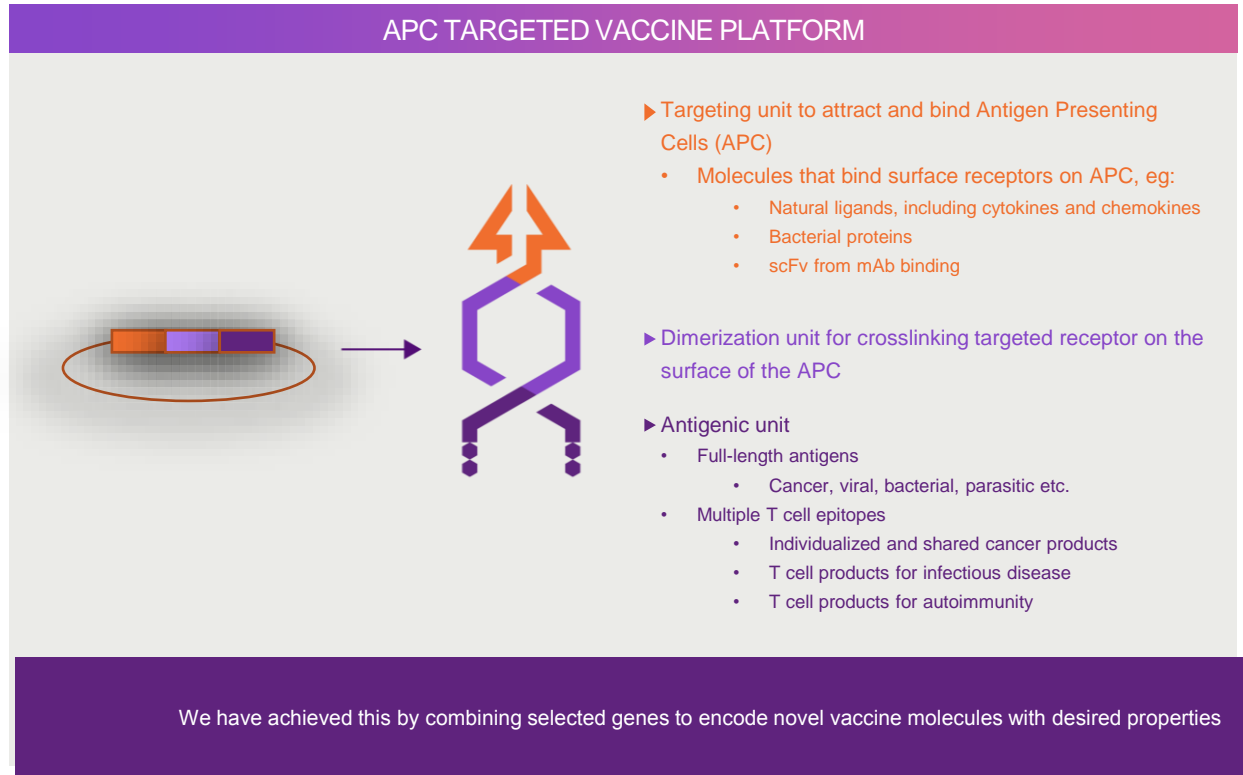 APC TARGETED VACCINE PLATFORM
Targeting unit to attract and bind Antigen Presenting
Cells (APC)
• Molecules that bind surface receptors on APC, eg:
• Natural ligands, including cytokines and chemokines
• Bacterial proteins
• scFv from mAb binding
Dimerization unit for crosslinking targeted receptor on the
surface of the APC
Antigenic unit
• Full-length antigens
• Cancer, viral, bacterial, parasitic etc.
• Multiple T cell epitopes
• Individualized and shared cancer products
• T cell products for infectious disease
• T cell products for autoimmunity
We have achieved this by combining selected genes to encode novel vaccine molecules with desired properties